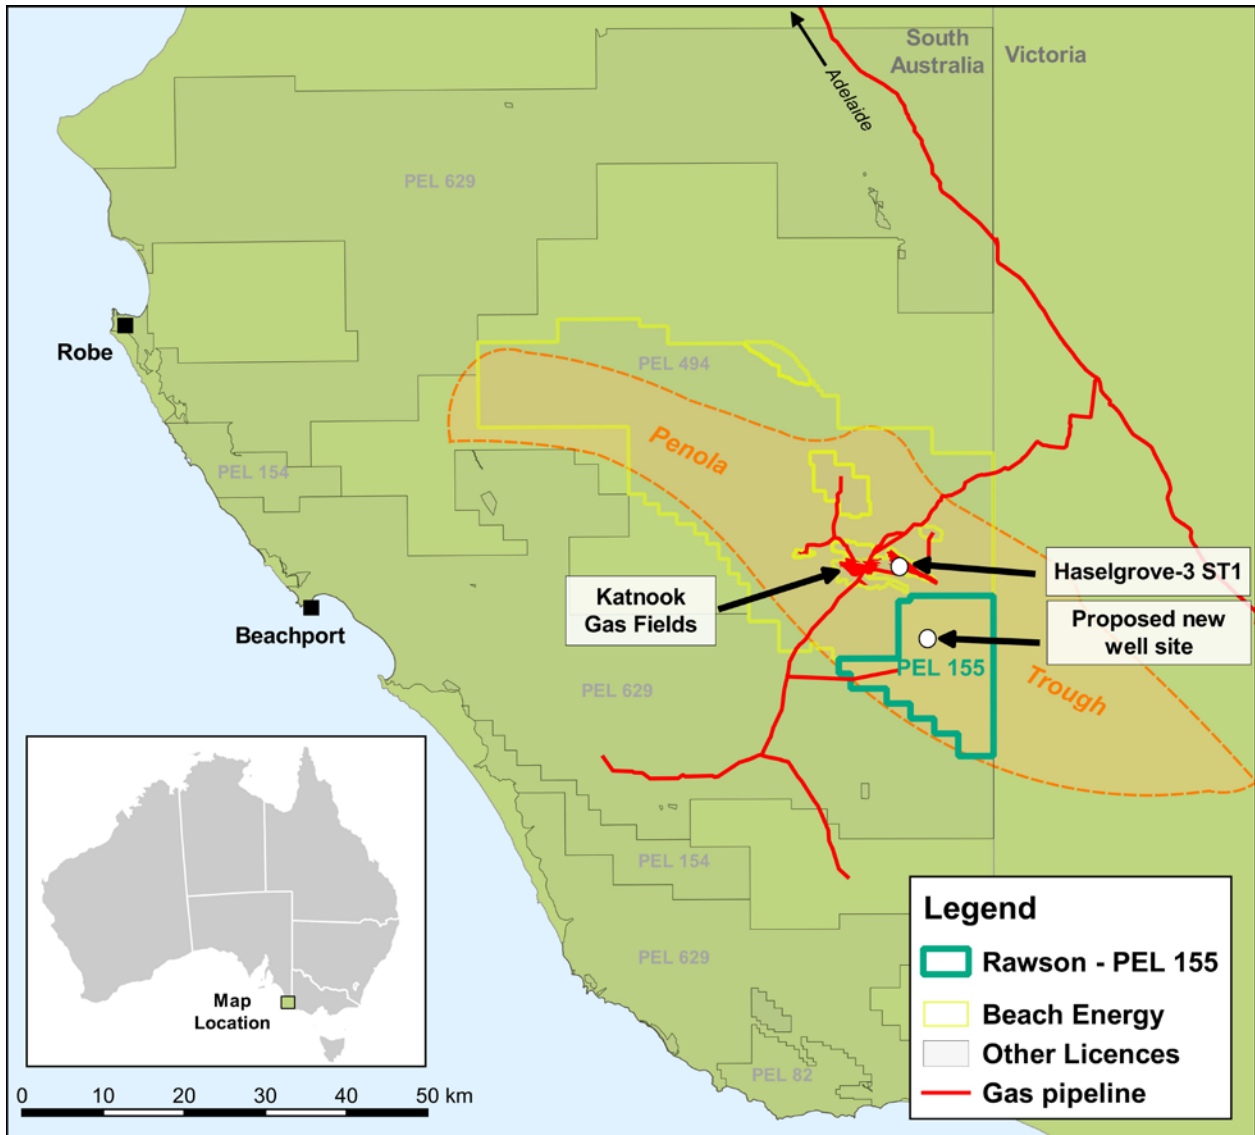 South
Australia
Victoria
Adelaide
PEL 629
Robe
PEL 494
Penola
PEL 154
Haselgrove-3 ST1
Katnook
Gas Fields
Proposed new
well site
Beachport
PEL 155
PEL 629
Trough
PEL 154
PEL 629
PEL 82
Map
Location
Legend
Rawson - PEL 155
Beach Energy
Other Licences
Gas pipeline
0 10 20 30 40 50 km